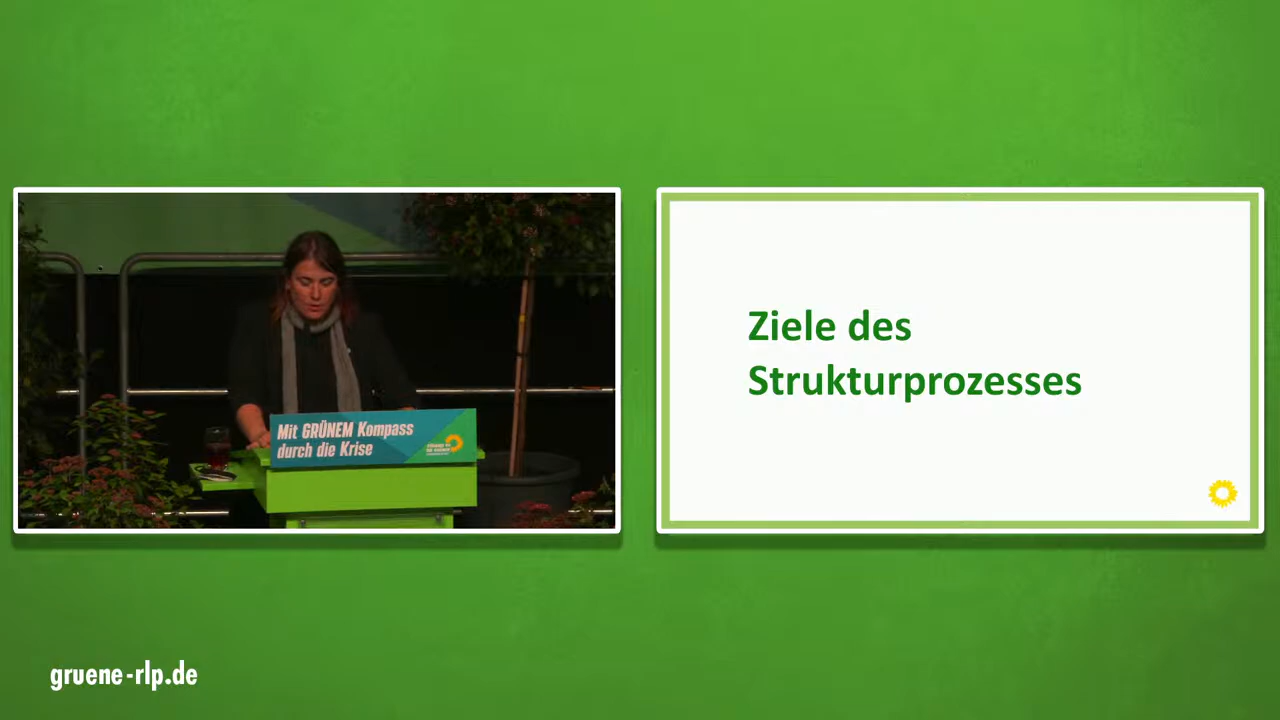 Mit GRÜNEM Kompass
durch die Krise
Ziele des
Strukturprozesses
gruene-rlp.de